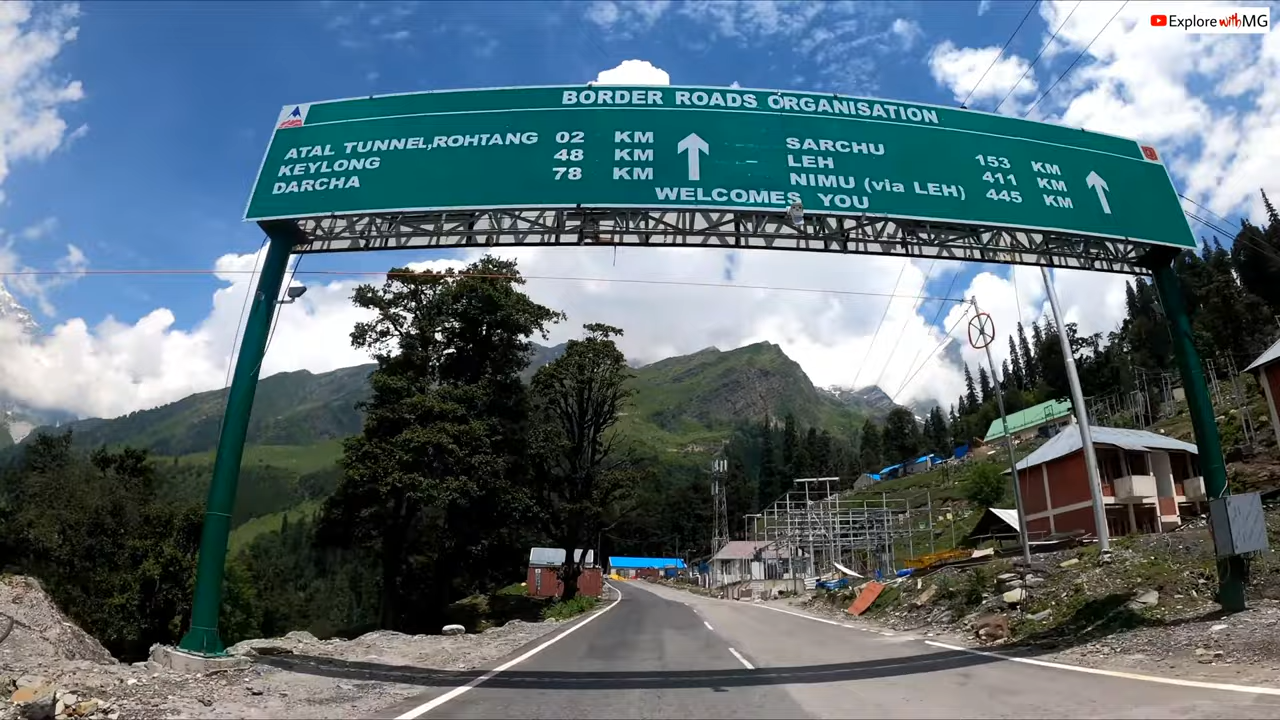 Explore with MG
BORDER ROADS ORGANISATION
ATAL TUNNEL,ROHTANG 02 KM
KEYLONG 48 KM
DARCHA 78 KM
SARCHU 153 KM
LEH 411 KM
NIMU (via LEH) 445 KM
WELCOMES YOU